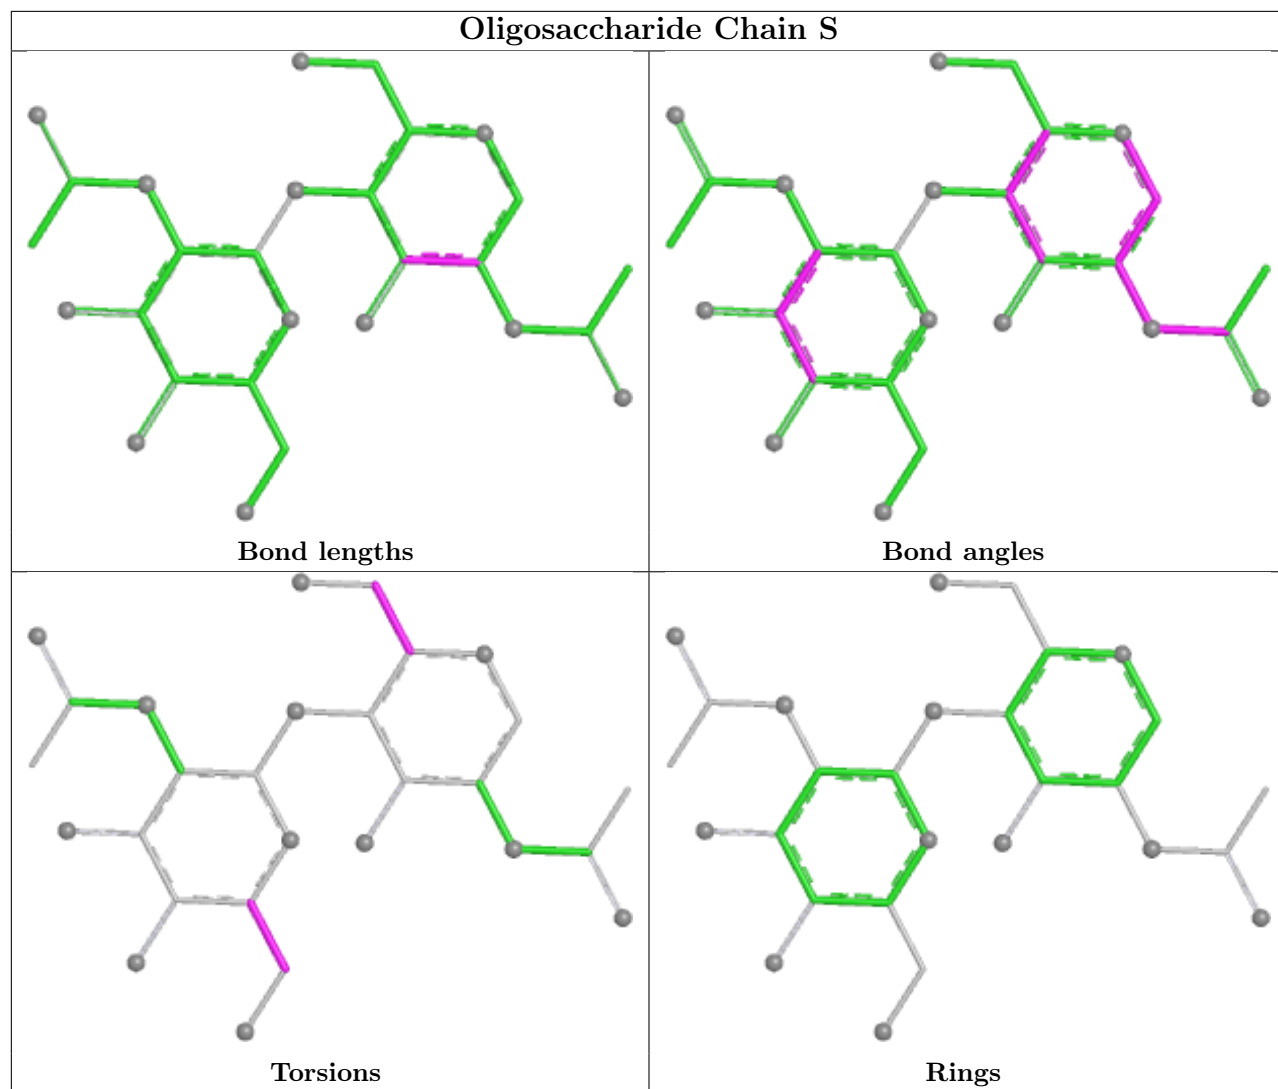 Oligosaccharide Chain S
Bond lengths
Bond angles
Torsions
Rings